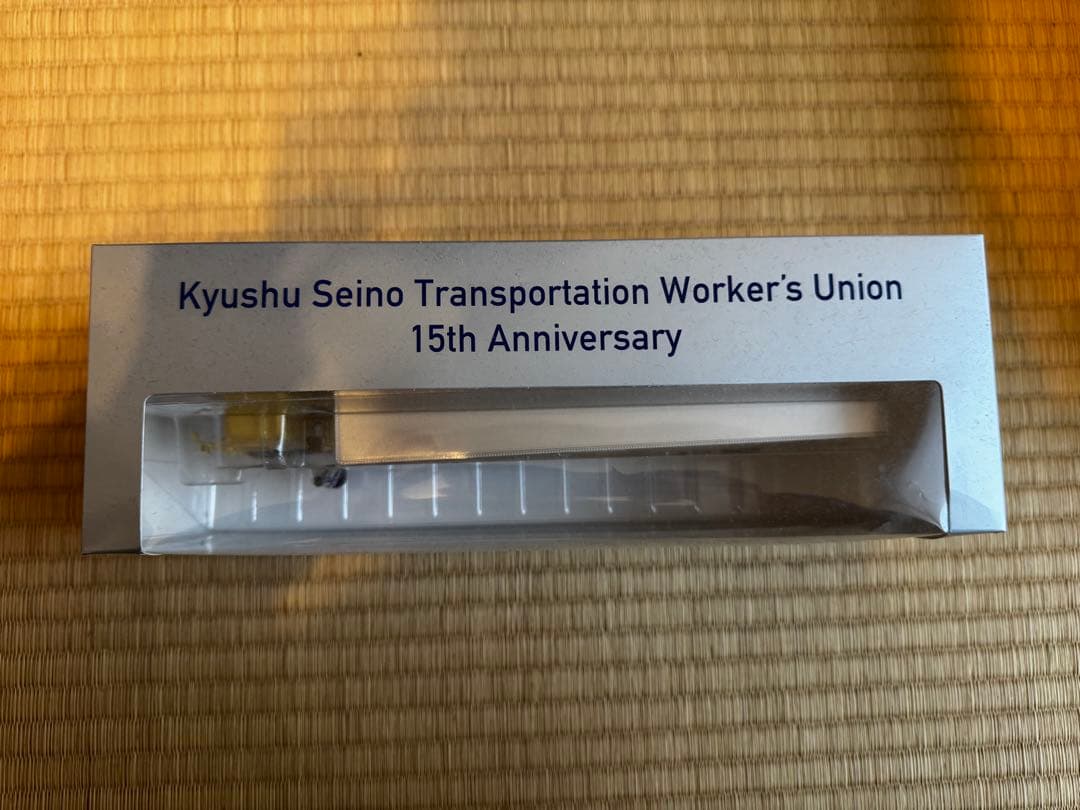 Kyushu Seino Transportation Worker's Union
15th Anniversary